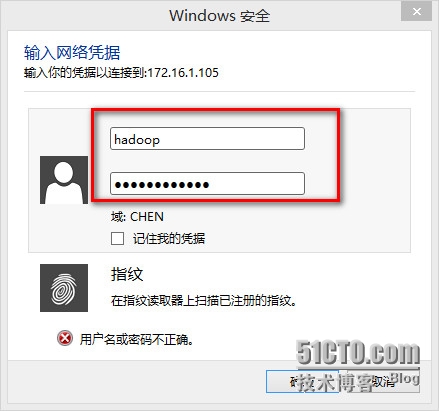 Windows 安全
输入网络凭据
输入你的凭据以连接到:172.16.1.105
hadoop
●●●●●●●●●●●●
域: CHEN
记住我的凭据
指纹
在指纹读取器上扫描已注册的指纹。
用户名或密码不正确。
51CTO.com
技术博客 Blog
取消